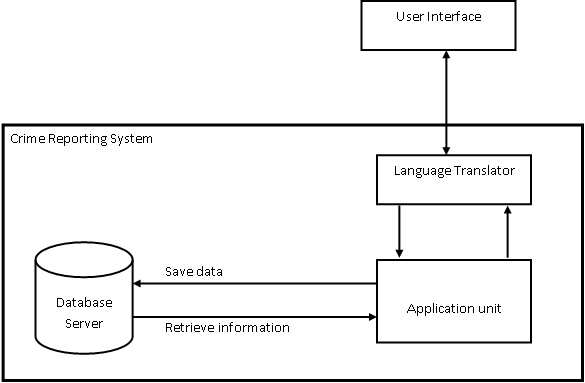 User Interface
Crime Reporting System
Language Translator
Save data
Database
Server
Application unit
Retrieve information